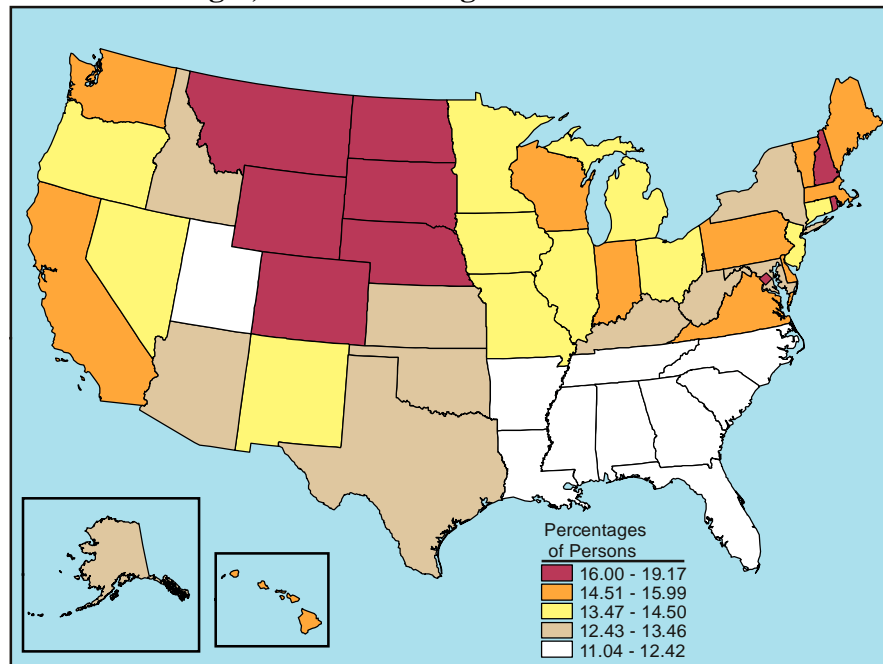 Percentages
of Persons
16.00 - 19.17
14.51 - 15.99
13.47 - 14.50
12.43 - 13.46
11.04 - 12.42